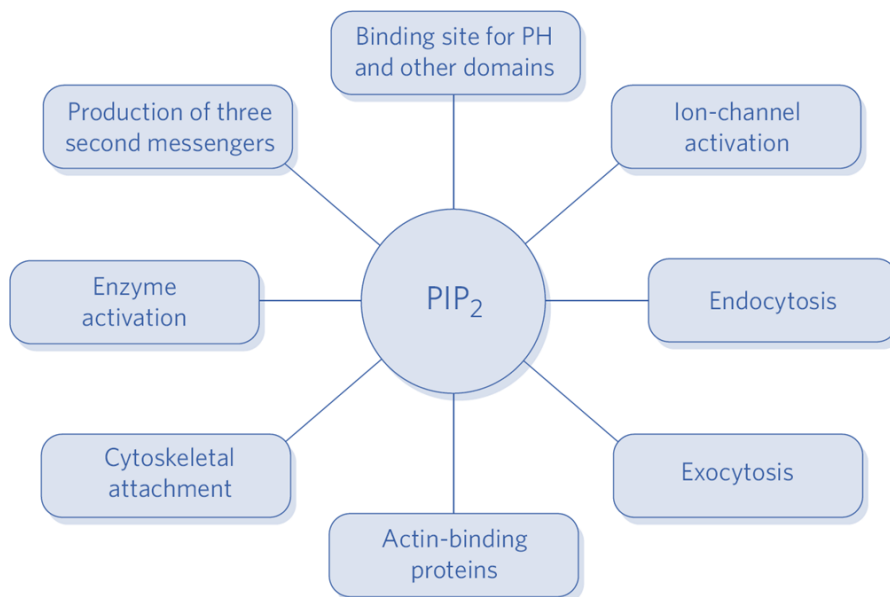 Binding site for PH
and other domains
Ion-channel
activation
Endocytosis
Exocytosis
Actin-binding
proteins
Cytoskeletal
attachment
Enzyme
activation
Production of three
second messengers
PIP₂